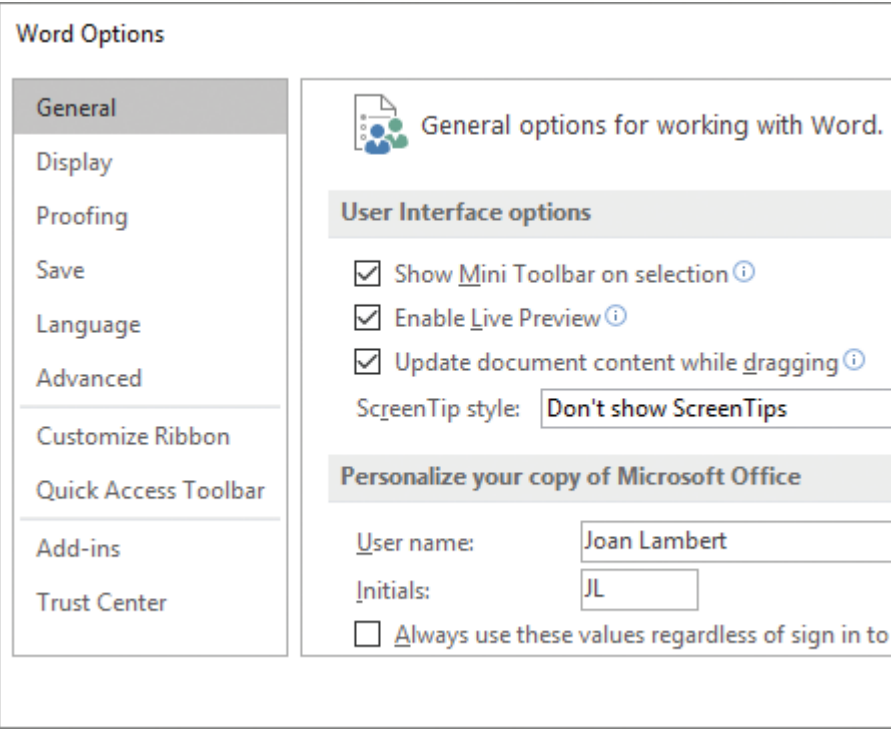 Word Options
General
Display
Proofing
Save
Language
Advanced
Customize Ribbon
Quick Access Toolbar
Add-ins
Trust Center
General options for working with Word.
User Interface options
Show Mini Toolbar on selection
Enable Live Preview
Update document content while dragging
ScreenTip style: Don't show ScreenTips
Personalize your copy of Microsoft Office
User name: Joan Lambert
Initials: JL
Always use these values regardless of sign in to